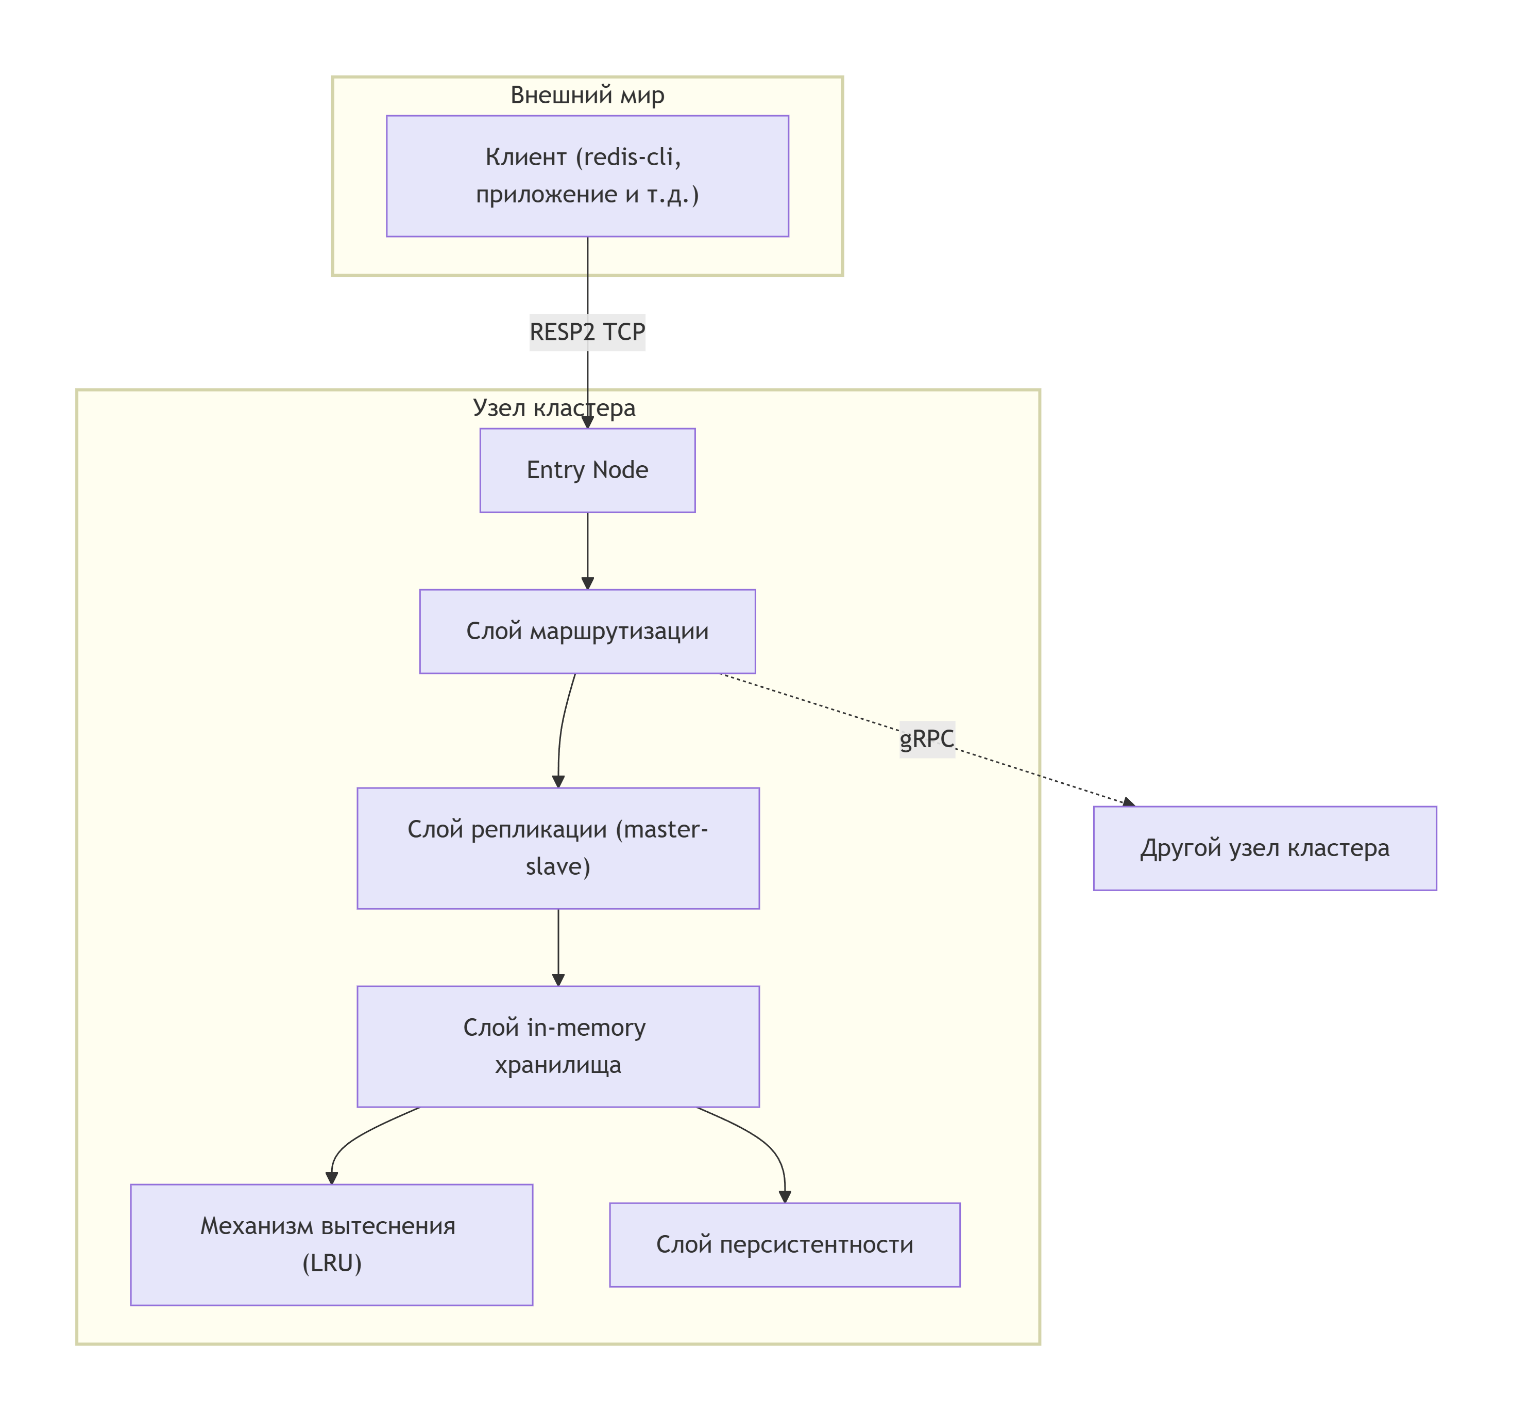 Внешний мир
Клиент (redis-cli,
приложение и т.д.)
RESP2 TCP
Узел кластера
Entry Node
Слой маршрутизации
gRPC
Слой репликации (master-
slave)
Другой узел кластера
Слой in-memory
хранилища
Механизм вытеснения
(LRU)
Слой персистентности